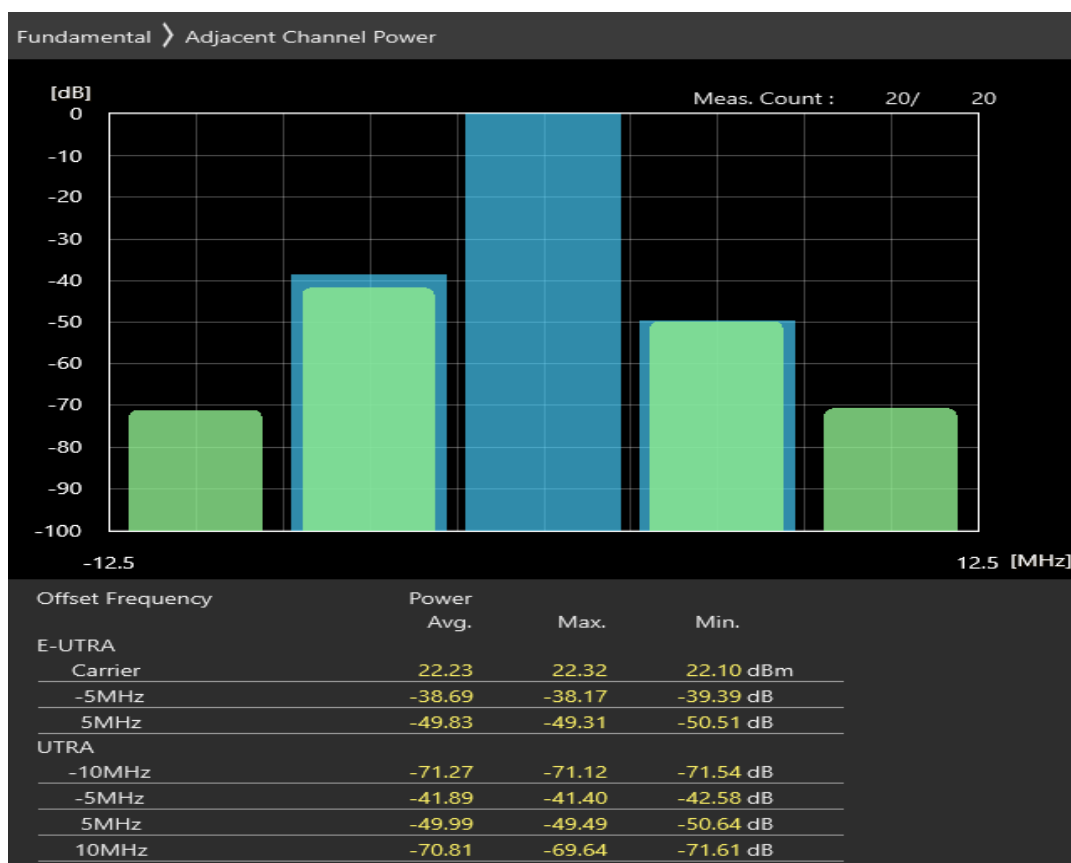 Fundamental 〉 Adjacent Channel Power
[dB]
Meas. Count : 20/ 20
0
-10
-20
-30
-40
-50
-60
-70
-80
-90
-100
-12.5 12.5 [MHz]
Offset Frequency Power
Avg. Max. Min.
E-UTRA
Carrier 22.23 22.32 22.10 dBm
-5MHz -38.69 -38.17 -39.39 dB
5MHz -49.83 -49.31 -50.51 dB
UTRA
-10MHz -71.27 -71.12 -71.54 dB
-5MHz -41.89 -41.40 -42.58 dB
5MHz -49.99 -49.49 -50.64 dB
10MHz -70.81 -69.64 -71.61 dB